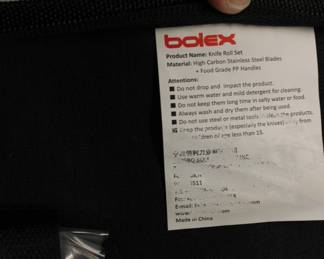 bolex
Product Name: Knife Roll Set
Material: High Carbon Stainless Steel Blades
+ Food Grade PP Handles
Attentions:
■ Do not drop and impact the product.
■ Use warm water and mild detergent for cleaning.
■ Do not keep them long time in salty water or food.
■ Always wash and dry them after being used.
■ Do not use steel or metal tools clean the products.
Keep the products (especially the knives) from
children of age less than 15.
511
E-mail:
www.
Made in China